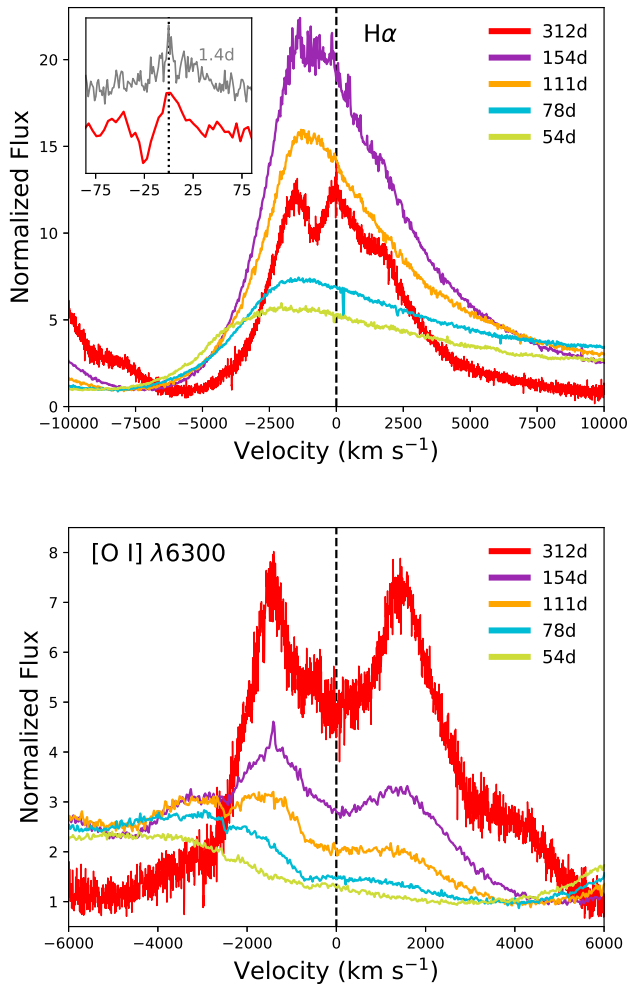 Hα
312d
154d
111d
78d
54d
1.4d
−75 −25 25 75
20
15
10
5
0
Normalized Flux
−10000 −7500 −5000 −2500 0 2500 5000 7500 10000
Velocity (km s⁻¹)
[O I] λ6300
312d
154d
111d
78d
54d
8
7
6
5
4
3
2
1
Normalized Flux
−6000 −4000 −2000 0 2000 4000 6000
Velocity (km s⁻¹)